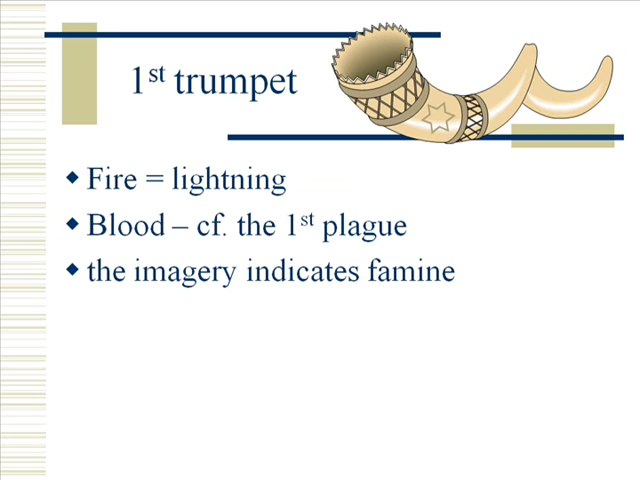 1st trumpet
Fire = lightning
Blood – cf. the 1st plague
the imagery indicates famine